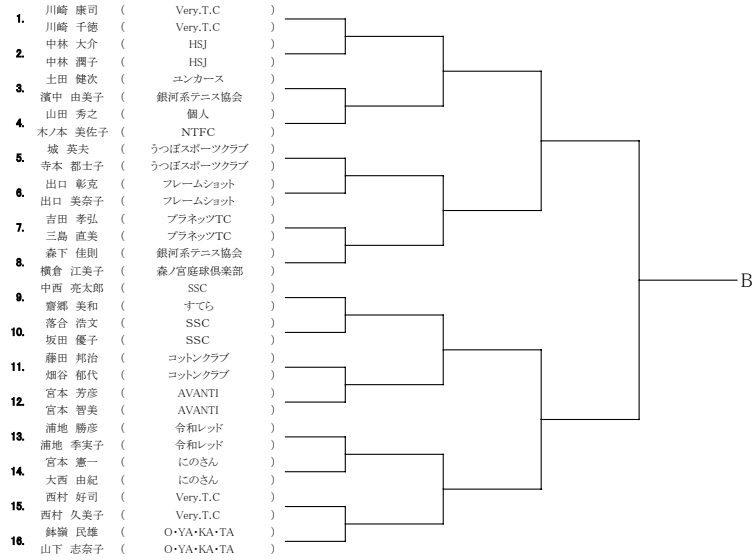 1. 川崎 康司 ( Very.T.C )
川崎 千徳 ( Very.T.C )
2. 中林 大介 ( HSJ )
中林 潤子 ( HSJ )
3. 土田 健次 ( ユンカース )
濱中 由美子 ( 銀河系テニス協会 )
4. 山田 秀之 ( 個人 )
木ノ本 美佐子 ( NTFC )
5. 城 英夫 ( うつぼスポーツクラブ )
寺本 都士子 ( うつぼスポーツクラブ )
6. 出口 彰克 ( フレームショット )
出口 美奈子 ( フレームショット )
7. 吉田 孝弘 ( プラネッツTC )
三島 直美 ( プラネッツTC )
8. 森下 佳則 ( 銀河系テニス協会 )
横倉 江美子 ( 森ノ宮庭球倶楽部 )
9. 中西 亮太郎 ( SSC )
齋郷 美和 ( すてら )
10. 落合 浩文 ( SSC )
坂田 優子 ( SSC )
11. 藤田 邦治 ( コットンクラブ )
畑谷 郁代 ( コットンクラブ )
12. 宮本 芳彦 ( AVANTI )
宮本 智美 ( AVANTI )
13. 浦地 勝彦 ( 令和レッド )
浦地 季実子 ( 令和レッド )
14. 宮本 憲一 ( にのさん )
大西 由紀 ( にのさん )
15. 西村 好司 ( Very.T.C )
西村 久美子 ( Very.T.C )
16. 鉢嶺 民雄 ( O・YA・KA・TA )
山下 志奈子 ( O・YA・KA・TA )
B